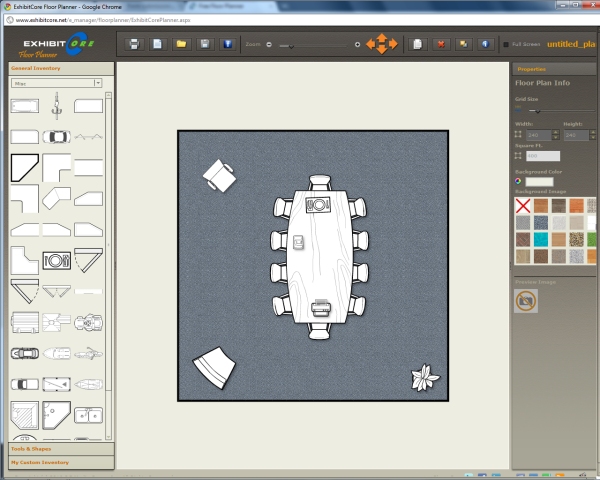 ExhibitCore Floor Planner - Google Chrome
www.exhibitcore.net/e_manager/floorplanner/ExhibitCorePlanner.aspx
EXHIBIT CORE
Floor Planner
Zoom
Full Screen
untitled_pla
General Inventory
Misc
Properties
Floor Plan Info
Grid Size
Width: Height:
240 240
Square Ft.
400
Background Color
Background Image
Preview Image
Tools & Shapes
My Custom Inventory